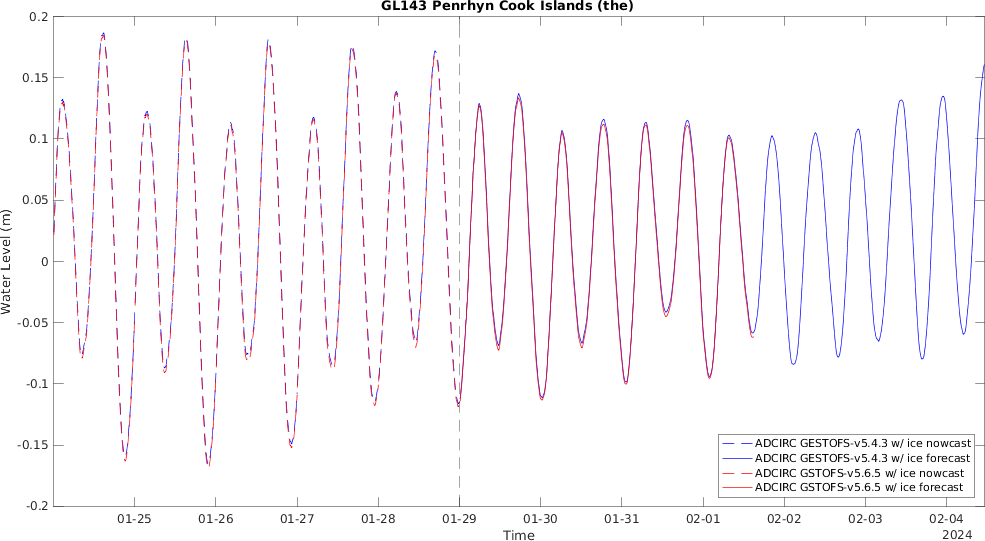 GL143 Penrhyn Cook Islands (the)
0.2
0.15
0.1
0.05
0
-0.05
-0.1
-0.15
-0.2
Water Level (m)
01-25 01-26 01-27 01-28 01-29 01-30 01-31 02-01 02-02 02-03 02-04
Time
2024
ADCIRC GESTOFS-v5.4.3 w/ ice nowcast
ADCIRC GESTOFS-v5.4.3 w/ ice forecast
ADCIRC GSTOFS-v5.6.5 w/ ice nowcast
ADCIRC GSTOFS-v5.6.5 w/ ice forecast